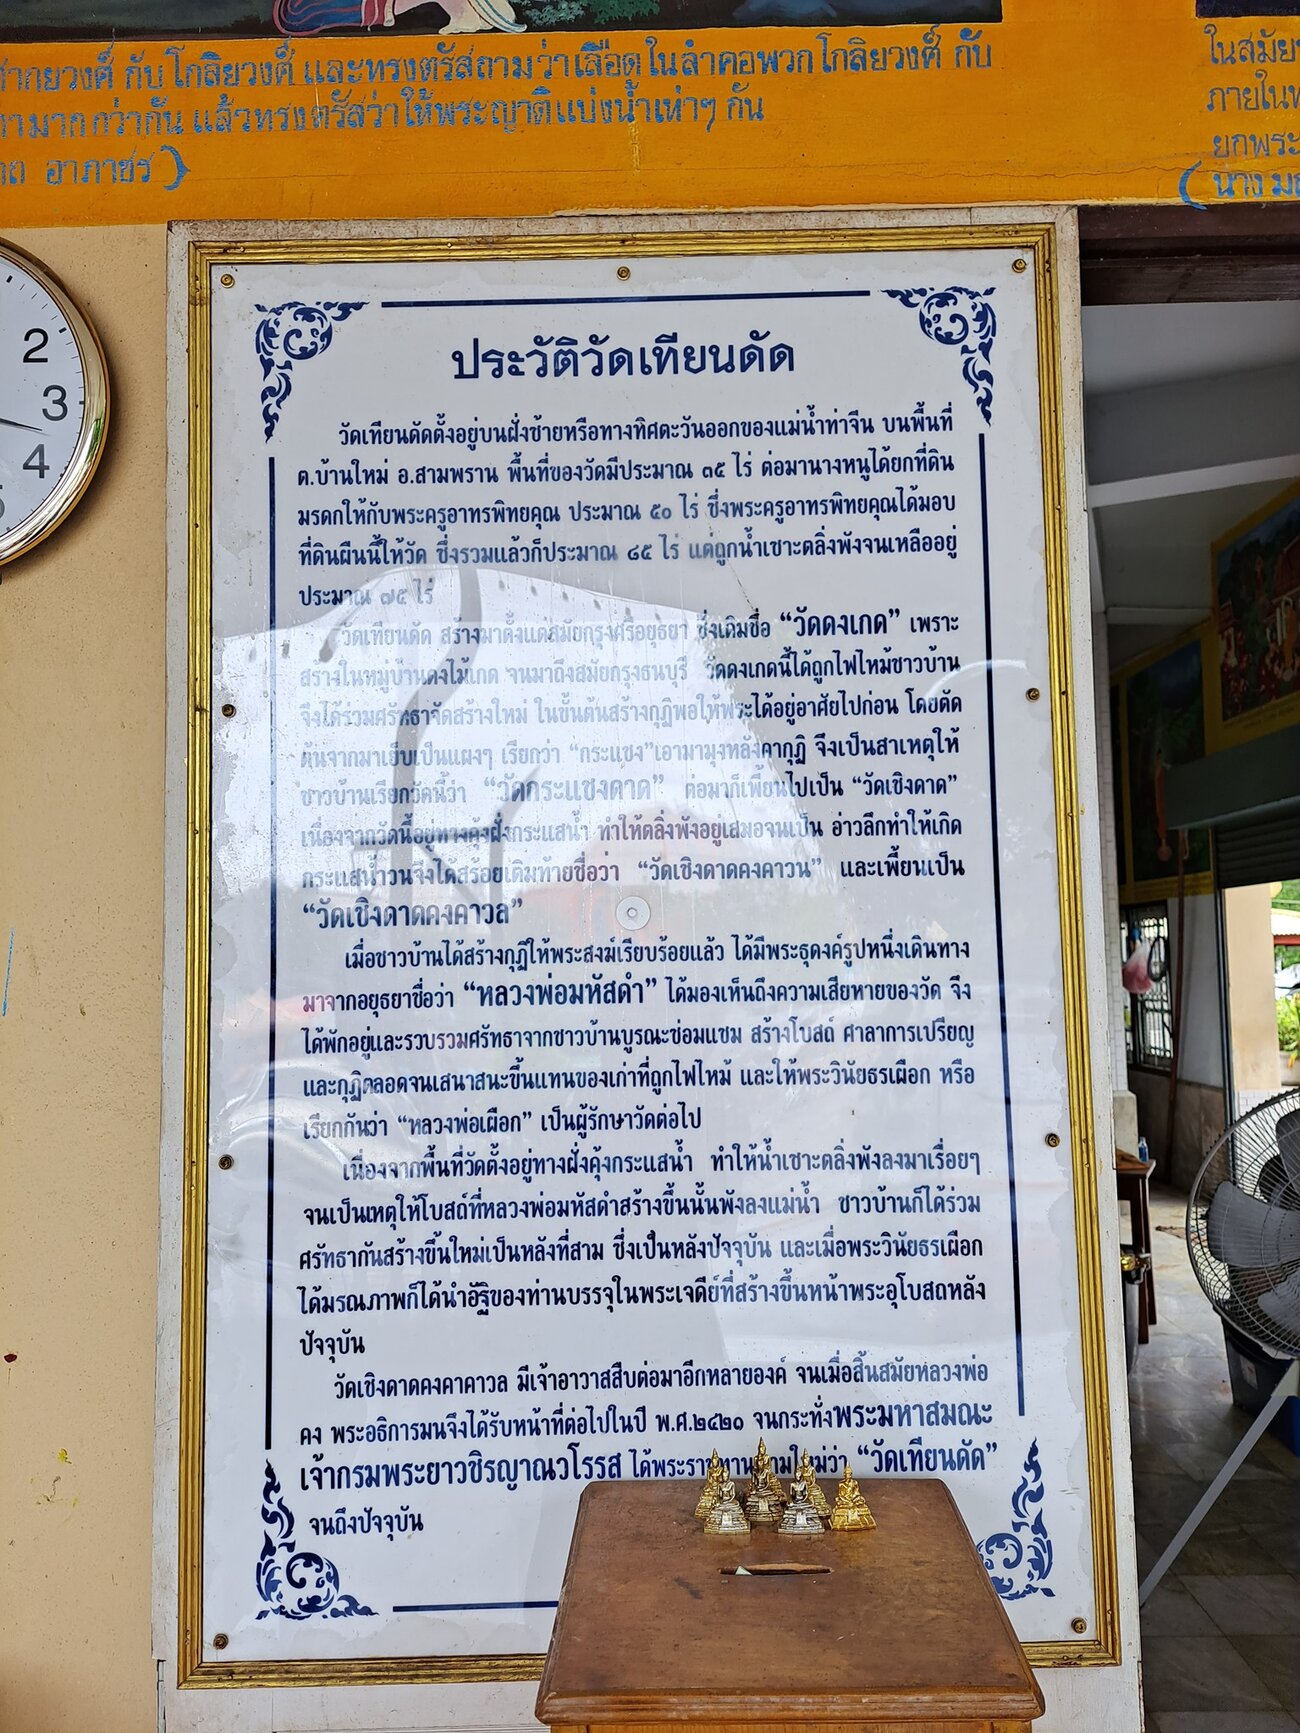 ศากยวงศ์ กับโกลิยวงศ์ และทรงตรัสถามว่าเลือดในลำคอพวกโกลิยวงศ์ กับ
มากกว่ากัน แล้วทรงตรัสว่าให้พระญาติแบ่งน้ำเท่าๆ กัน
อาภาชร )
ในสมัย
ภายใน
ยกพระ
( นาง
2
3
4
5
ประวัติวัดเทียนดัด
วัดเทียนดัดตั้งอยู่บนฝั่งซ้ายหรือทางทิศตะวันออกของแม่น้ำท่าจีน บนพื้นที่
ต.บ้านใหม่ อ.สามพราน พื้นที่ของวัดมีประมาณ ๓๕ ไร่ ต่อมานางหนูได้ยกที่ดิน
มรดกให้กับพระครูอาทรพิทยคุณ ประมาณ ๕๐ ไร่ ซึ่งพระครูอาทรพิทยคุณได้มอบ
ที่ดินผืนนี้ให้วัด ซึ่งรวมแล้วก็ประมาณ ๘๕ ไร่ แต่ถูกน้ำเซาะตลิ่งพังจนเหลืออยู่
ประมาณ ๗๕ ไร่
วัดเทียนดัด สร้างมาตั้งแต่สมัยกรุงศรีอยุธยา ซึ่งเดิมชื่อ “วัดดงเกด” เพราะ
สร้างในหมู่บ้านดงไม้เกด จนมาถึงสมัยกรุงธนบุรี วัดดงเกดนี้ได้ถูกไฟไหม้ชาวบ้าน
จึงได้ร่วมศรัทธาจัดสร้างใหม่ ในขั้นต้นสร้างกุฏิพอให้พระได้อยู่อาศัยไปก่อน โดยตัด
ต้นจากมาเย็บเป็นแผงๆ เรียกว่า “กระแชง”เอามามุงหลังคากุฏิ จึงเป็นสาเหตุให้
ชาวบ้านเรียกวัดนี้ว่า “วัดกระแชงดาด” ต่อมาก็เพี้ยนไปเป็น “วัดเชิงดาด”
เนื่องจากวัดนี้อยู่ทางคุ้งฝั่งกระแสน้ำ ทำให้ตลิ่งพังอยู่เสมอจนเป็น อ่าวลึกทำให้เกิด
กระแสน้ำวนจึงได้สร้อยเติมท้ายชื่อว่า “วัดเชิงดาดคงคาวน” และเพี้ยนเป็น
“วัดเชิงดาดคงคาวล”
เมื่อชาวบ้านได้สร้างกุฏิให้พระสงฆ์เรียบร้อยแล้ว ได้มีพระธุดงค์รูปหนึ่งเดินทาง
มาจากอยุธยาชื่อว่า “หลวงพ่อมหัสดำ” ได้มองเห็นถึงความเสียหายของวัด จึง
ได้พักอยู่และรวบรวมศรัทธาจากชาวบ้านบูรณะซ่อมแซม สร้างโบสถ์ ศาลาการเปรียญ
และกุฏิตลอดจนเสนาสนะขึ้นแทนของเก่าที่ถูกไฟไหม้ และให้พระวินัยธรเผือก หรือ
เรียกกันว่า “หลวงพ่อเผือก” เป็นผู้รักษาวัดต่อไป
เนื่องจากพื้นที่วัดตั้งอยู่ทางฝั่งคุ้งกระแสน้ำ ทำให้น้ำเซาะตลิ่งพังลงมาเรื่อยๆ
จนเป็นเหตุให้โบสถ์ที่หลวงพ่อมหัสดำสร้างขึ้นนั้นพังลงแม่น้ำ ชาวบ้านก็ได้ร่วม
ศรัทธากันสร้างขึ้นใหม่เป็นหลังที่สาม ซึ่งเป็นหลังปัจจุบัน และเมื่อพระวินัยธรเผือก
ได้มรณภาพก็ได้นำอัฐิของท่านบรรจุในพระเจดีย์ที่สร้างขึ้นหน้าพระอุโบสถหลัง
ปัจจุบัน
วัดเชิงดาดคงคาคาวล มีเจ้าอาวาสสืบต่อมาอีกหลายองค์ จนเมื่อสิ้นสมัยหลวงพ่อ
คง พระอธิการมนจึงได้รับหน้าที่ต่อไปในปี พ.ศ.๒๔๒๑ จนกระทั่งพระมหาสมณะ
เจ้ากรมพระยาวชิรญาณวโรรส ได้พระราชทานนามใหม่ว่า “วัดเทียนดัด”
จนถึงปัจจุบัน